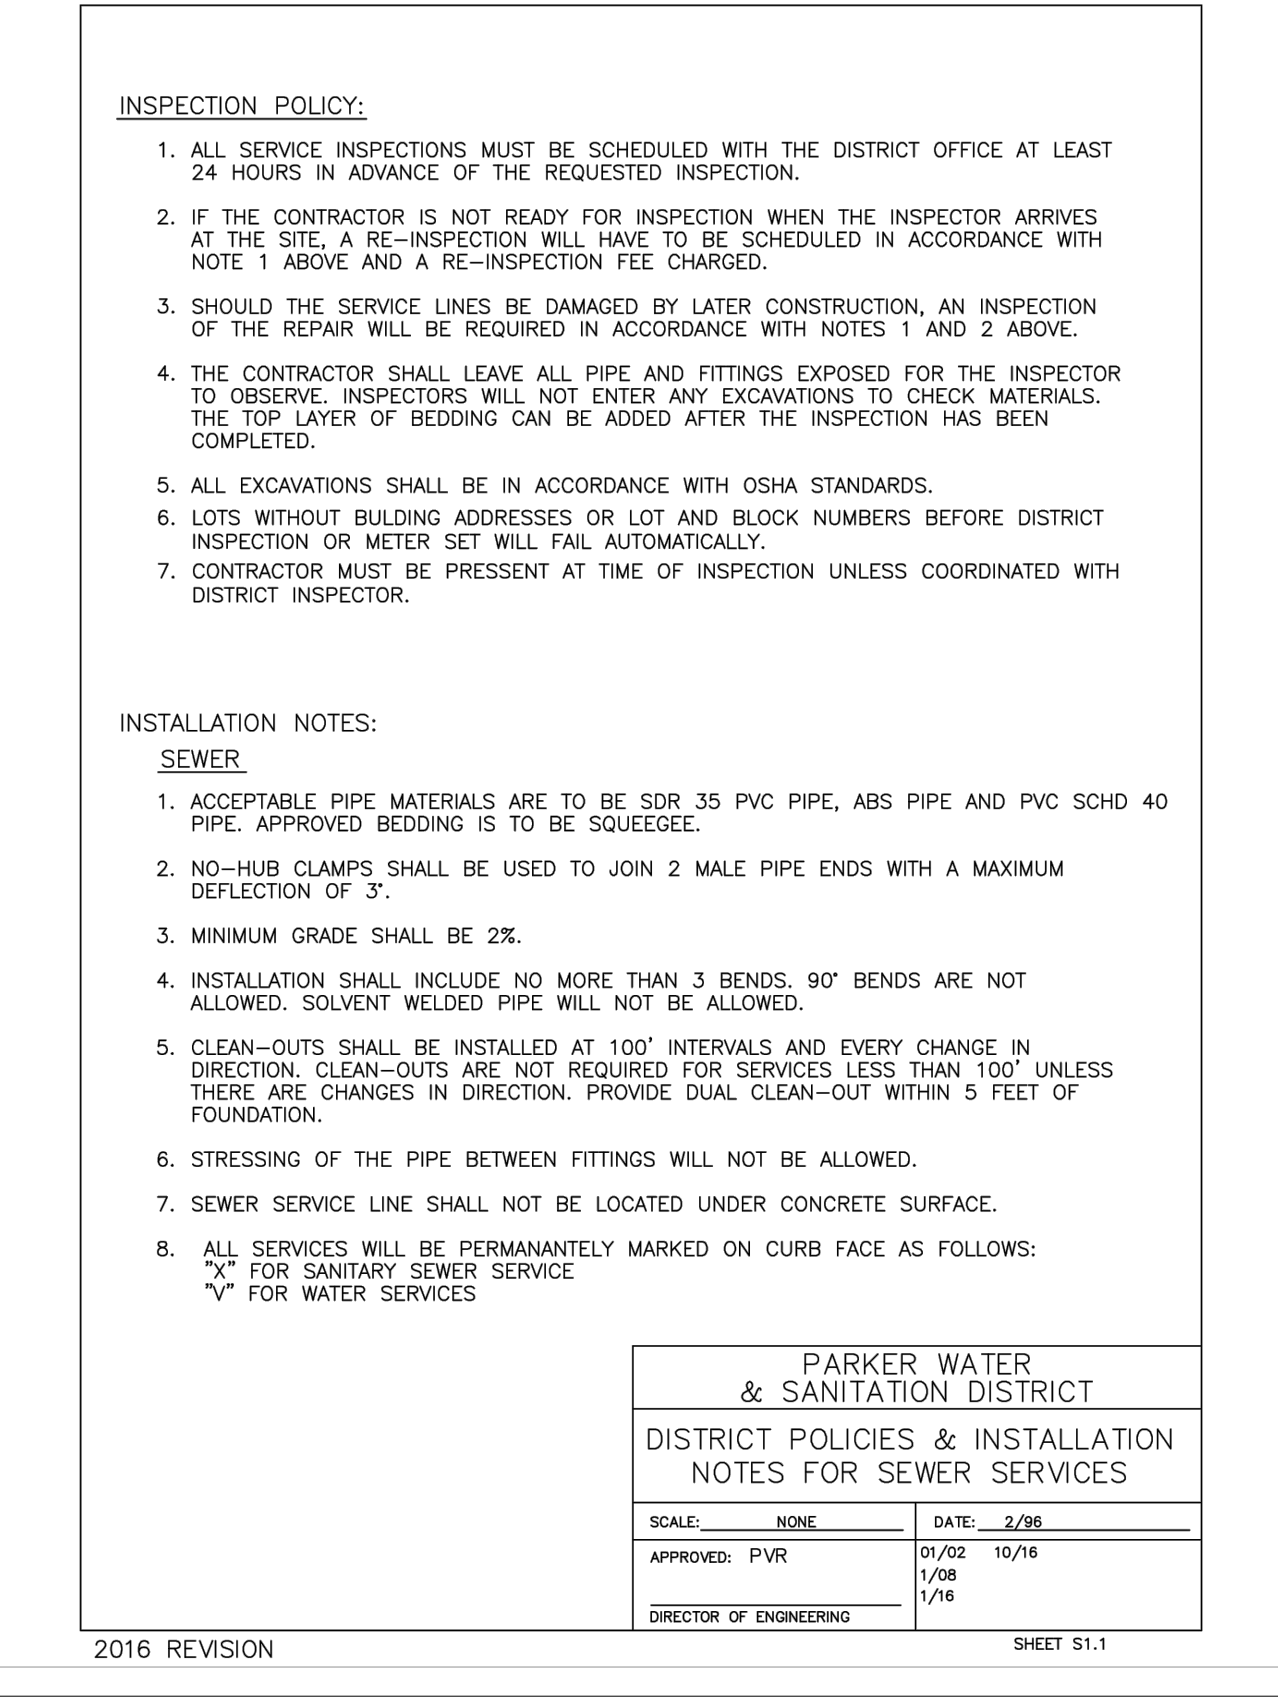 INSPECTION POLICY:
1. ALL SERVICE INSPECTIONS MUST BE SCHEDULED WITH THE DISTRICT OFFICE AT LEAST
24 HOURS IN ADVANCE OF THE REQUESTED INSPECTION.
2. IF THE CONTRACTOR IS NOT READY FOR INSPECTION WHEN THE INSPECTOR ARRIVES
AT THE SITE, A RE-INSPECTION WILL HAVE TO BE SCHEDULED IN ACCORDANCE WITH
NOTE 1 ABOVE AND A RE-INSPECTION FEE CHARGED.
3. SHOULD THE SERVICE LINES BE DAMAGED BY LATER CONSTRUCTION, AN INSPECTION
OF THE REPAIR WILL BE REQUIRED IN ACCORDANCE WITH NOTES 1 AND 2 ABOVE.
4. THE CONTRACTOR SHALL LEAVE ALL PIPE AND FITTINGS EXPOSED FOR THE INSPECTOR
TO OBSERVE. INSPECTORS WILL NOT ENTER ANY EXCAVATIONS TO CHECK MATERIALS.
THE TOP LAYER OF BEDDING CAN BE ADDED AFTER THE INSPECTION HAS BEEN
COMPLETED.
5. ALL EXCAVATIONS SHALL BE IN ACCORDANCE WITH OSHA STANDARDS.
6. LOTS WITHOUT BULDING ADDRESSES OR LOT AND BLOCK NUMBERS BEFORE DISTRICT
INSPECTION OR METER SET WILL FAIL AUTOMATICALLY.
7. CONTRACTOR MUST BE PRESSENT AT TIME OF INSPECTION UNLESS COORDINATED WITH
DISTRICT INSPECTOR.
INSTALLATION NOTES:
SEWER
1. ACCEPTABLE PIPE MATERIALS ARE TO BE SDR 35 PVC PIPE, ABS PIPE AND PVC SCHD 40
PIPE. APPROVED BEDDING IS TO BE SQUEEGEE.
2. NO-HUB CLAMPS SHALL BE USED TO JOIN 2 MALE PIPE ENDS WITH A MAXIMUM
DEFLECTION OF 3°.
3. MINIMUM GRADE SHALL BE 2%.
4. INSTALLATION SHALL INCLUDE NO MORE THAN 3 BENDS. 90° BENDS ARE NOT
ALLOWED. SOLVENT WELDED PIPE WILL NOT BE ALLOWED.
5. CLEAN-OUTS SHALL BE INSTALLED AT 100' INTERVALS AND EVERY CHANGE IN
DIRECTION. CLEAN-OUTS ARE NOT REQUIRED FOR SERVICES LESS THAN 100' UNLESS
THERE ARE CHANGES IN DIRECTION. PROVIDE DUAL CLEAN-OUT WITHIN 5 FEET OF
FOUNDATION.
6. STRESSING OF THE PIPE BETWEEN FITTINGS WILL NOT BE ALLOWED.
7. SEWER SERVICE LINE SHALL NOT BE LOCATED UNDER CONCRETE SURFACE.
8. ALL SERVICES WILL BE PERMANANTELY MARKED ON CURB FACE AS FOLLOWS:
"X" FOR SANITARY SEWER SERVICE
"V" FOR WATER SERVICES
PARKER WATER
& SANITATION DISTRICT
DISTRICT POLICIES & INSTALLATION
NOTES FOR SEWER SERVICES
SCALE: NONE
DATE: 2/96
APPROVED: PVR
01/02 10/16
1/08
1/16
DIRECTOR OF ENGINEERING
2016 REVISION
SHEET S1.1